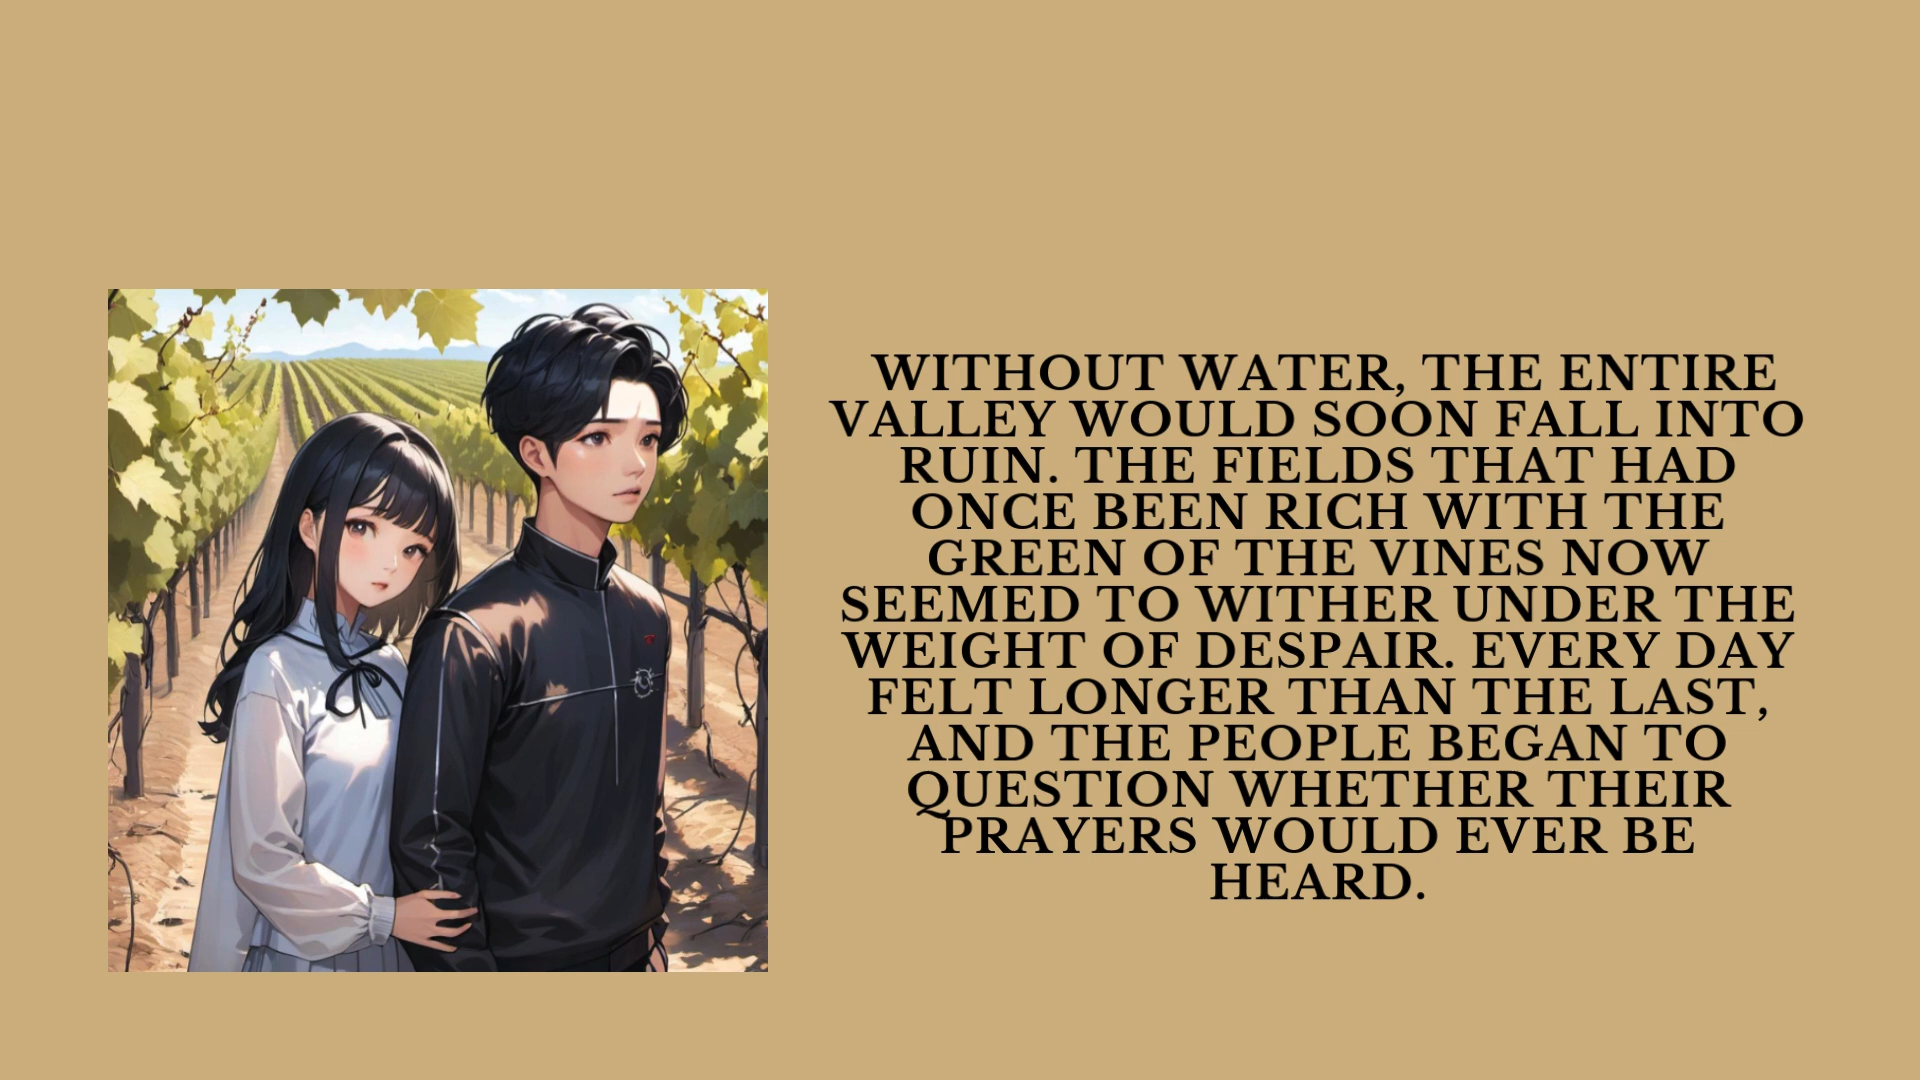 WITHOUT WATER, THE ENTIRE
VALLEY WOULD SOON FALL INTO
RUIN. THE FIELDS THAT HAD
ONCE BEEN RICH WITH THE
GREEN OF THE VINES NOW
SEEMED TO WITHER UNDER THE
WEIGHT OF DESPAIR. EVERY DAY
FELT LONGER THAN THE LAST,
AND THE PEOPLE BEGAN TO
QUESTION WHETHER THEIR
PRAYERS WOULD EVER BE
HEARD.